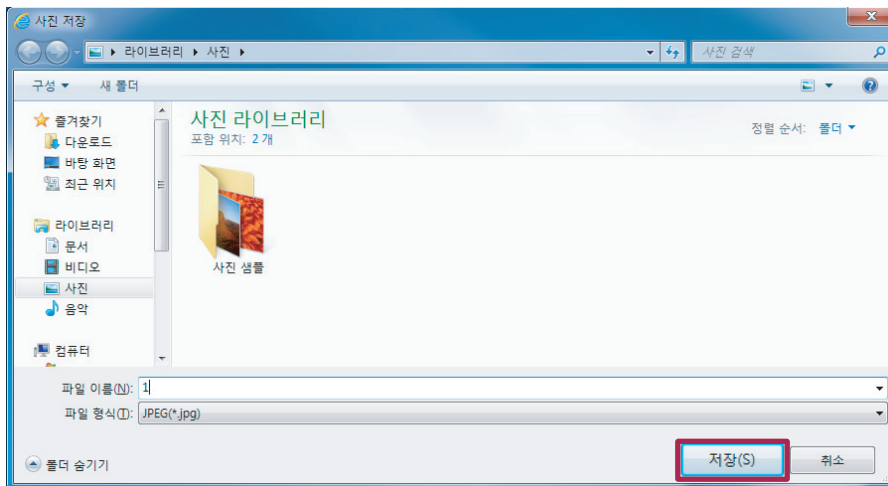 사진 저장
라이브러리 ▸ 사진 ▸
사진 검색
구성 ▼ 새 폴더
즐겨찾기
다운로드
바탕 화면
최근 위치
라이브러리
문서
비디오
사진
음악
컴퓨터
사진 라이브러리
포함 위치: 2 개
정렬 순서: 폴더 ▼
사진 샘플
파일 이름(N): 1
파일 형식(T): JPEG(*.jpg)
폴더 숨기기
저장(S)
취소